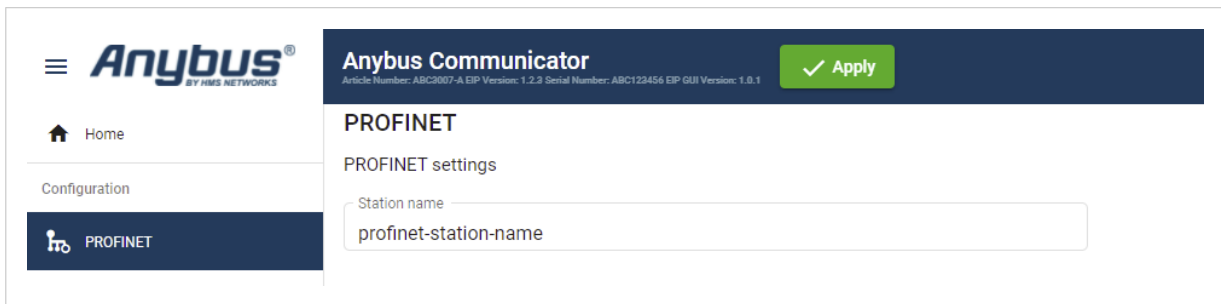 Anybus®
BY HMS NETWORKS
Anybus Communicator
Article Number: ABC3007-A EIP Version: 1.2.3 Serial Number: ABC123456 EIP GUI Version: 1.0.1
Apply
Home
Configuration
PROFINET
PROFINET
PROFINET settings
Station name
profinet-station-name